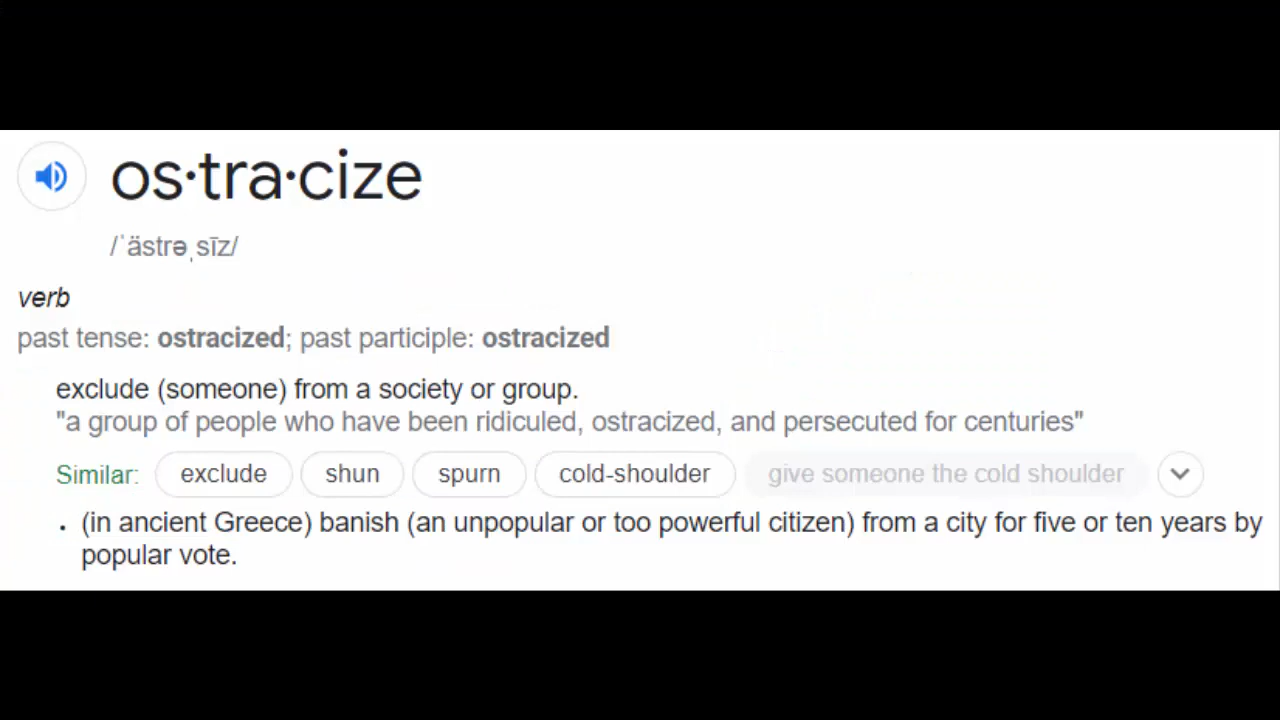 os·tra·cize
/ˈästrəˌsīz/
verb
past tense: ostracized; past participle: ostracized
exclude (someone) from a society or group.
"a group of people who have been ridiculed, ostracized, and persecuted for centuries"
Similar: exclude shun spurn cold-shoulder give someone the cold shoulder
• (in ancient Greece) banish (an unpopular or too powerful citizen) from a city for five or ten years by
popular vote.